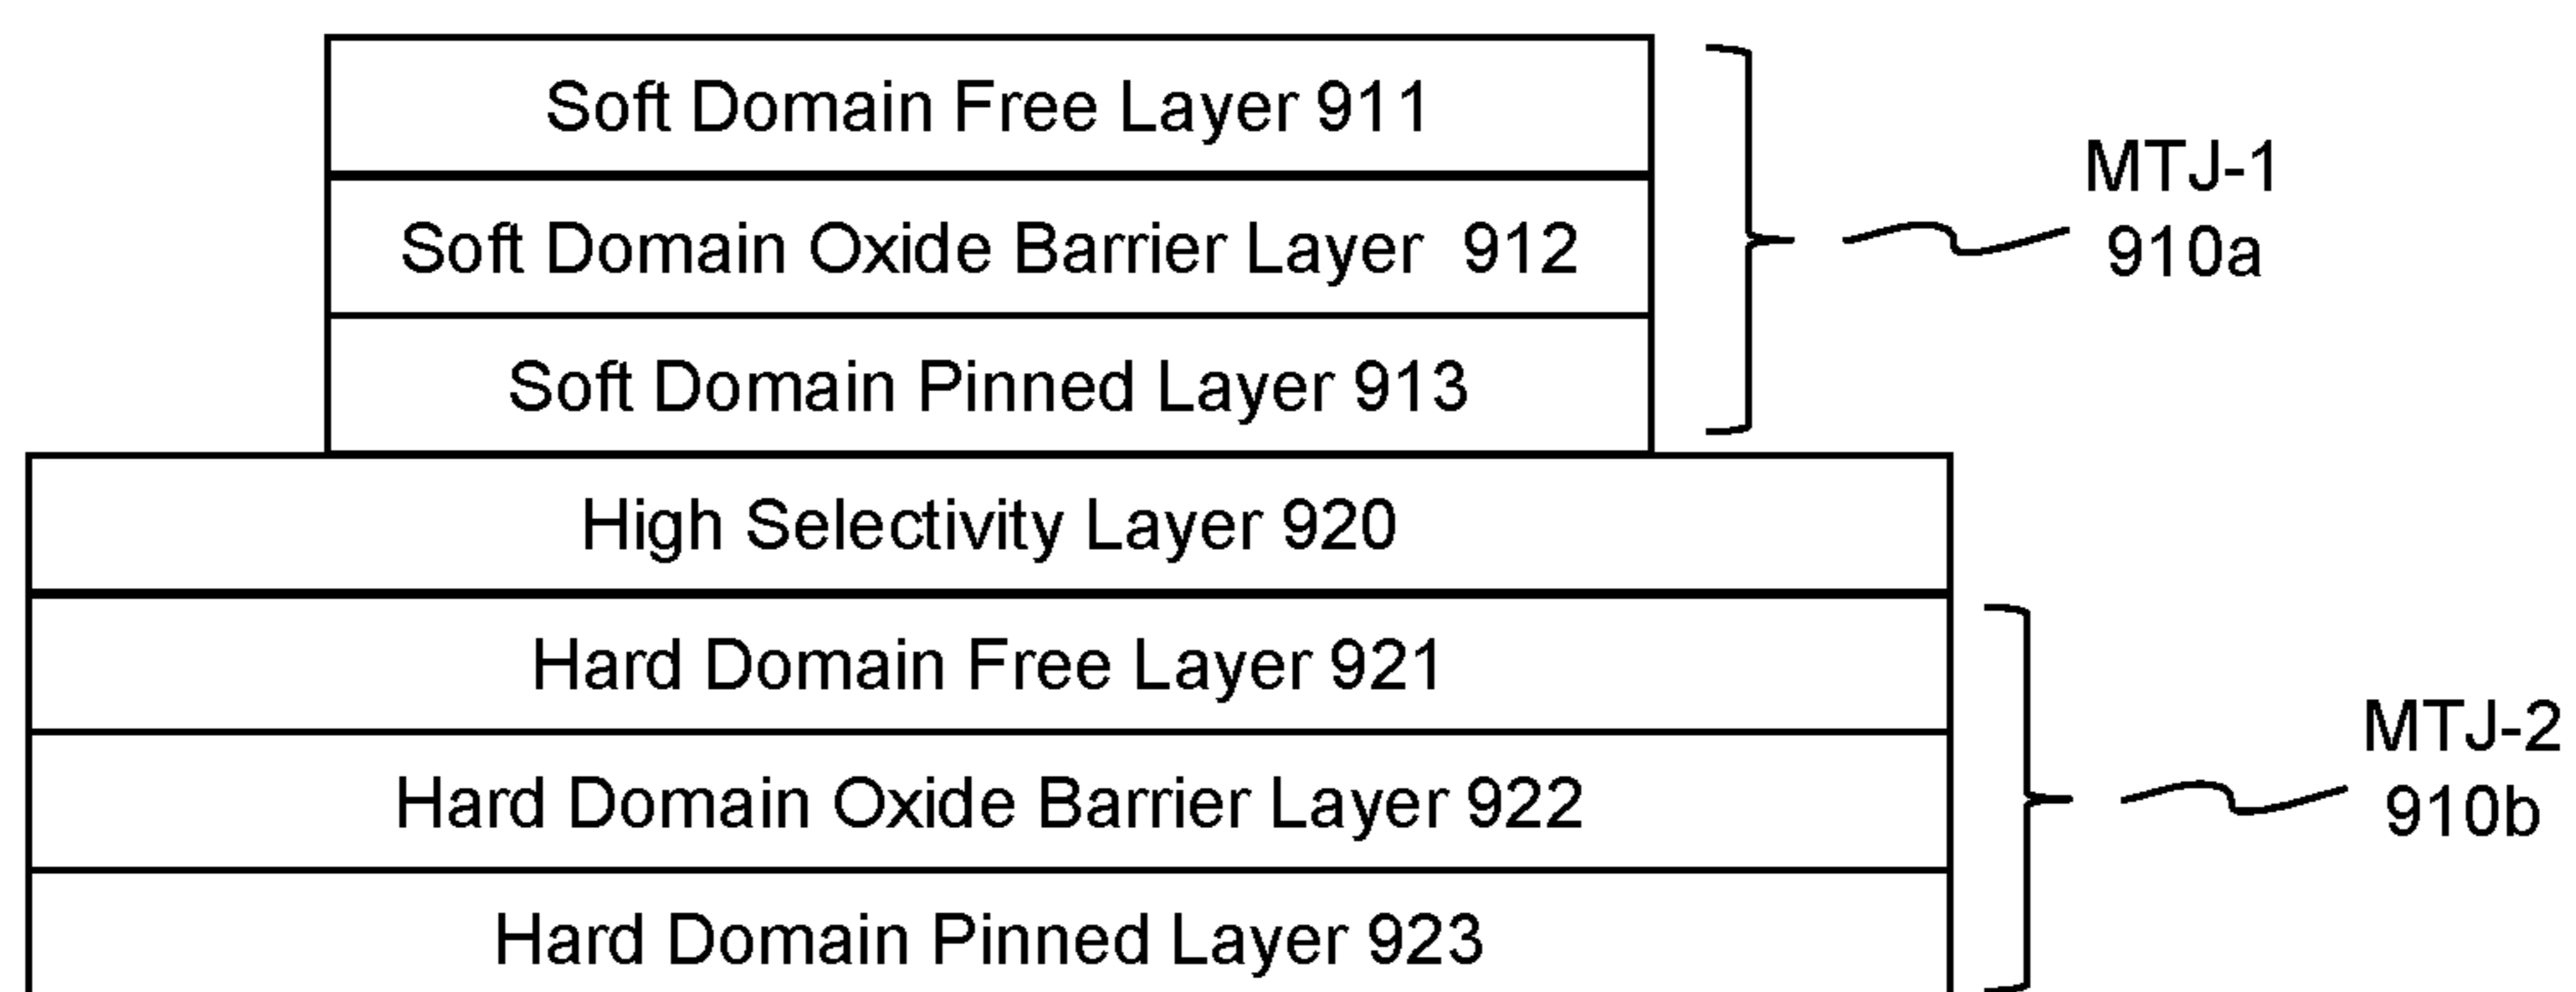 Soft Domain Free Layer 911
Soft Domain Oxide Barrier Layer 912
Soft Domain Pinned Layer 913
MTJ-1
910a
High Selectivity Layer 920
Hard Domain Free Layer 921
Hard Domain Oxide Barrier Layer 922
Hard Domain Pinned Layer 923
MTJ-2
910b